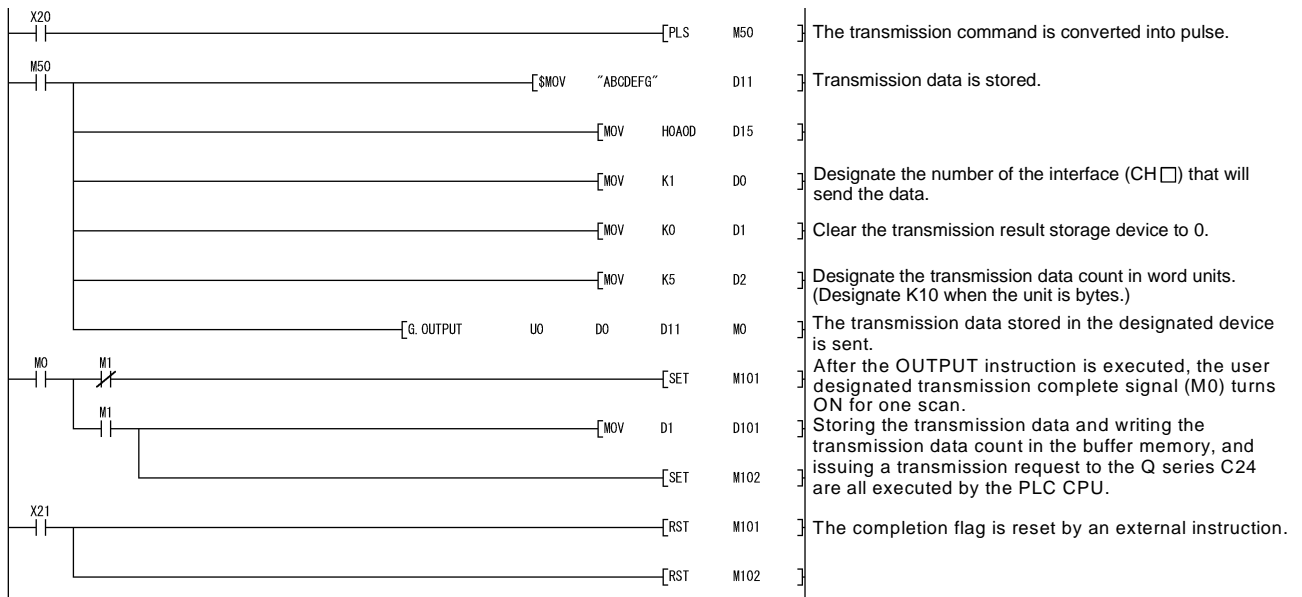 X20
[PLS M50] The transmission command is converted into pulse.
M50
[$MOV "ABCDEFG" D11] Transmission data is stored.
[MOV H0A0D D15]
[MOV K1 D0] Designate the number of the interface (CH□) that will
send the data.
[MOV K0 D1] Clear the transmission result storage device to 0.
[MOV K5 D2] Designate the transmission data count in word units.
(Designate K10 when the unit is bytes.)
[G.OUTPUT U0 D0 D11 M0] The transmission data stored in the designated device
is sent.
M0 M1
[SET M101] After the OUTPUT instruction is executed, the user
designated transmission complete signal (M0) turns
ON for one scan.
M1
[MOV D1 D101] Storing the transmission data and writing the
transmission data count in the buffer memory, and
[SET M102] issuing a transmission request to the Q series C24
are all executed by the PLC CPU.
X21
[RST M101] The completion flag is reset by an external instruction.
[RST M102]